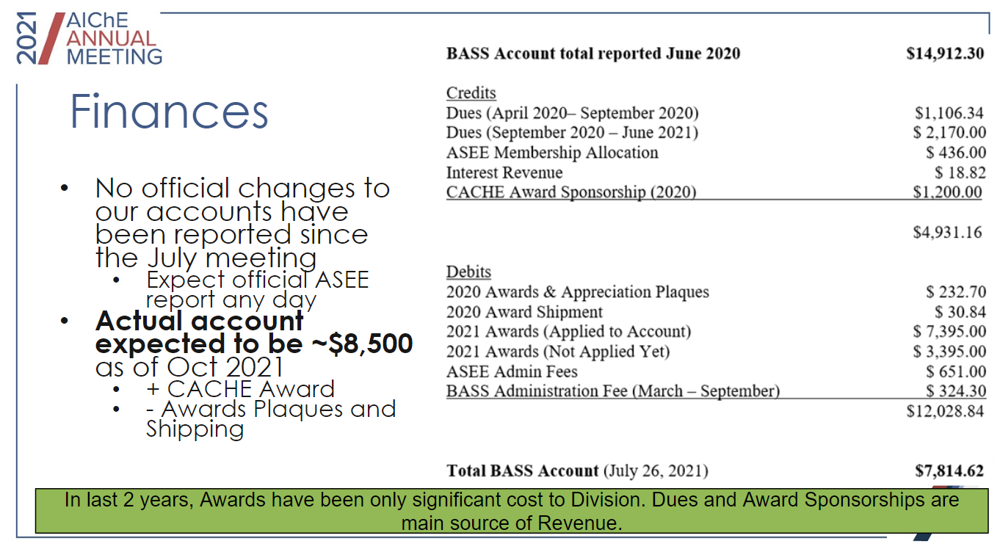 2021
AIChE
ANNUAL
MEETING
Finances
• No official changes to
our accounts have
been reported since
the July meeting
• Expect official ASEE
report any day
• Actual account
expected to be ~$8,500
as of Oct 2021
• + CACHE Award
• - Awards Plaques and
Shipping
BASS Account total reported June 2020 $14,912.30
Credits
Dues (April 2020– September 2020) $1,106.34
Dues (September 2020 – June 2021) $ 2,170.00
ASEE Membership Allocation $ 436.00
Interest Revenue $ 18.82
CACHE Award Sponsorship (2020) $1,200.00
$4,931.16
Debits
2020 Awards & Appreciation Plaques $ 232.70
2020 Award Shipment $ 30.84
2021 Awards (Applied to Account) $ 7,395.00
2021 Awards (Not Applied Yet) $ 3,395.00
ASEE Admin Fees $ 651.00
BASS Administration Fee (March – September) $ 324.30
$12,028.84
Total BASS Account (July 26, 2021) $7,814.62
In last 2 years, Awards have been only significant cost to Division. Dues and Award Sponsorships are
main source of Revenue.